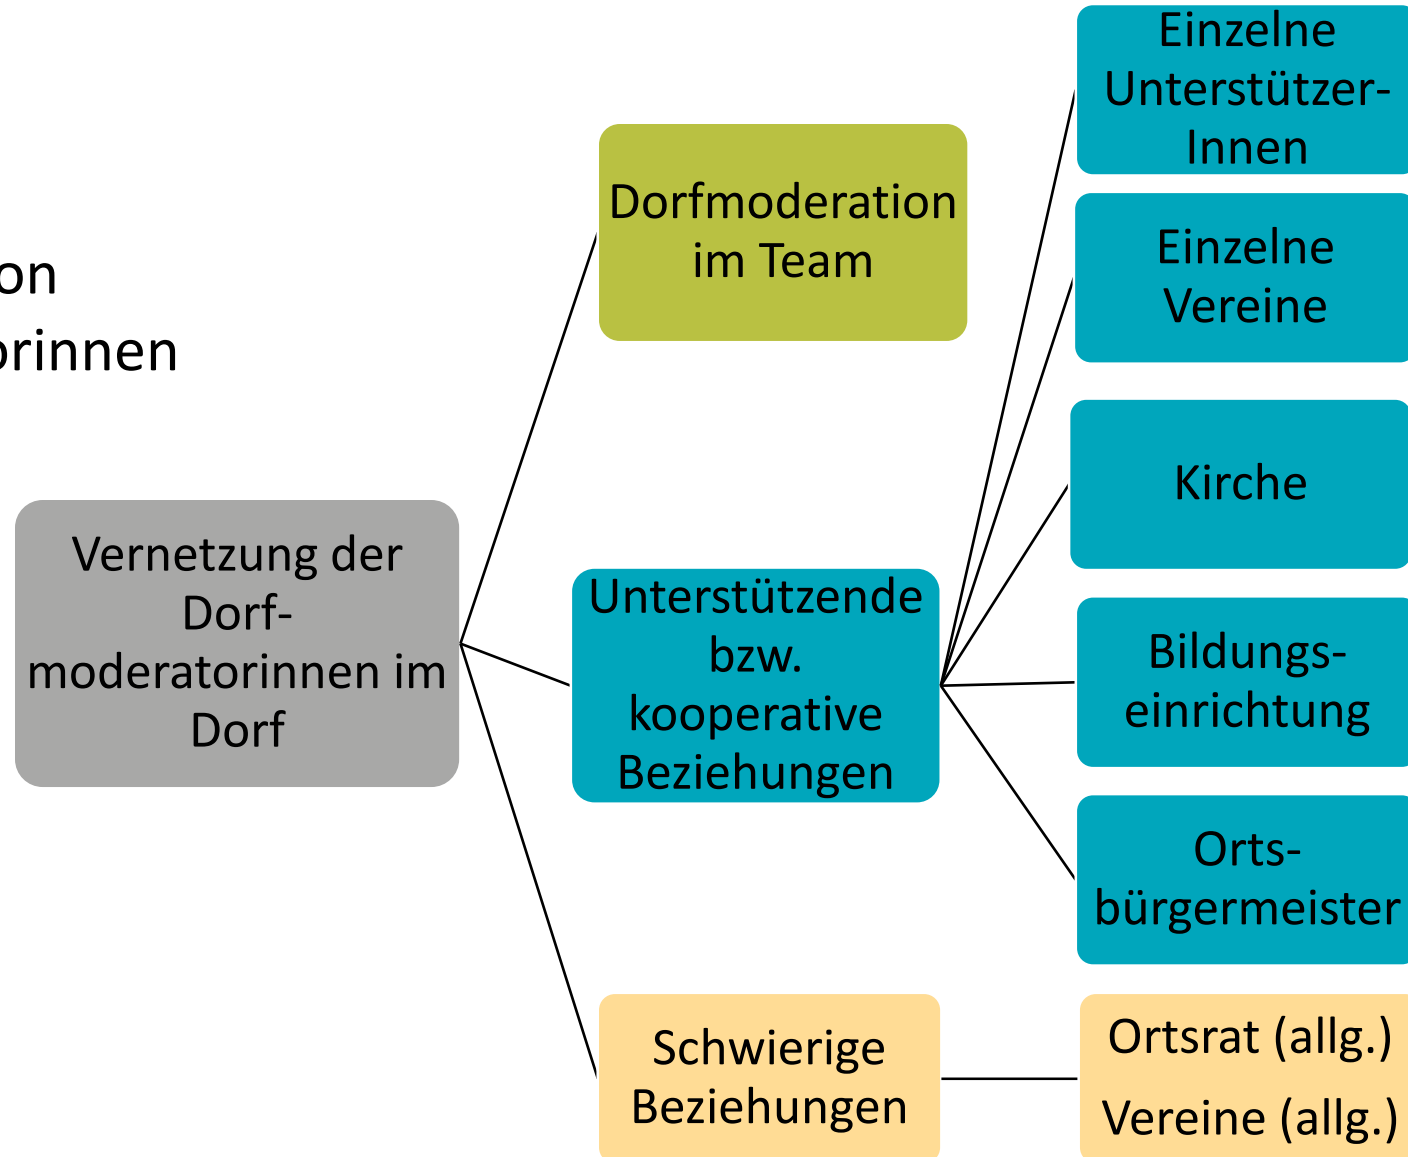 on
orinnen
Vernetzung der
Dorf-
moderatorinnen im
Dorf
Dorfmoderation
im Team
Unterstützende
bzw.
kooperative
Beziehungen
Schwierige
Beziehungen
Einzelne
Unterstützer-
Innen
Einzelne
Vereine
Kirche
Bildungs-
einrichtung
Orts-
bürgermeister
Ortsrat (allg.)
Vereine (allg.)